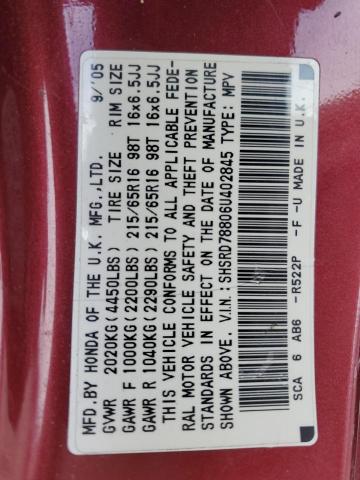 MFD.BY HONDA OF THE U.K. MFG.,LTD. 9/'05
GVWR 2020KG(4450LBS) TIRE SIZE RIM SIZE
GAWR F 1000KG(2200LBS) 215/65R16 98T 16x6.5JJ
GAWR R 1040KG(2290LBS) 215/65R16 98T 16x6.5JJ
THIS VEHICLE CONFORMS TO ALL APPLICABLE FEDE-
RAL MOTOR VEHICLE SAFETY AND THEFT PREVENTION
STANDARDS IN EFFECT ON THE DATE OF MANUFACTURE
SHOWN ABOVE. V.I.N.: SHSRD78806U402845 TYPE: MPV
SCA 6 AB6 -R522P -F -U MADE IN U.K.